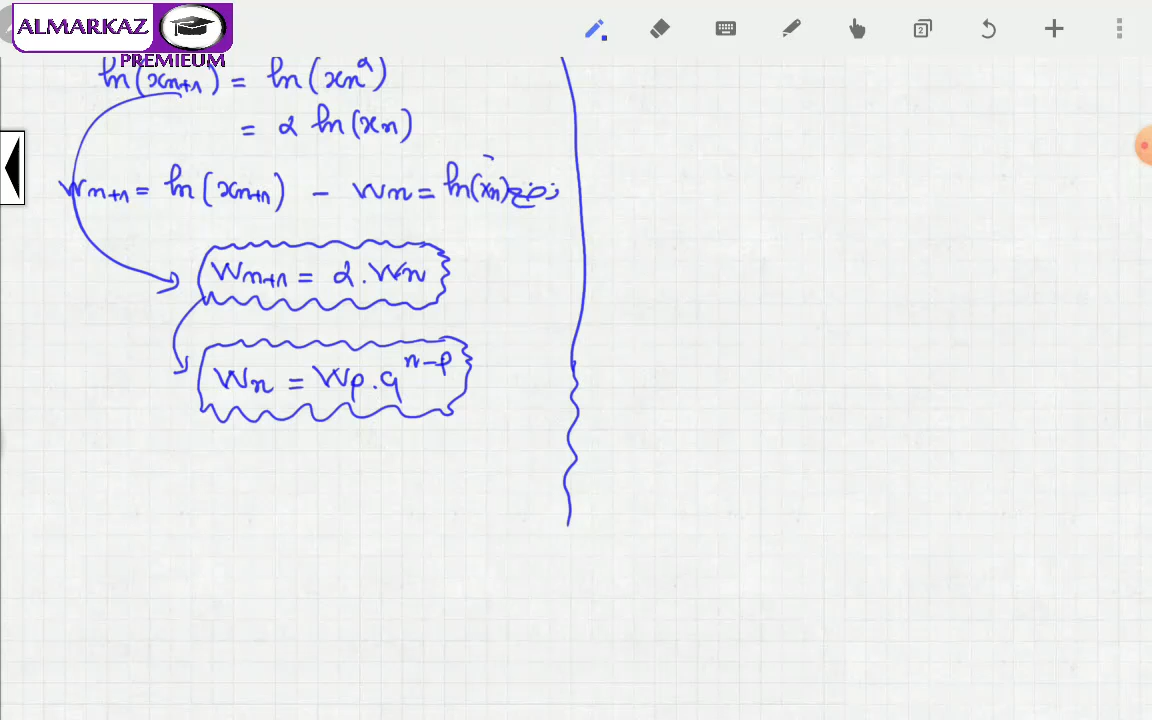 ALMARKAZ
PREMIEUM
ln(xn+1) = ln(xn^α)
= α ln(xn)
نضع Wn+1 = ln(xn+1) - Wn = ln(xn)
Wn+1 = α.Wn
Wn = Wp.q^n-p